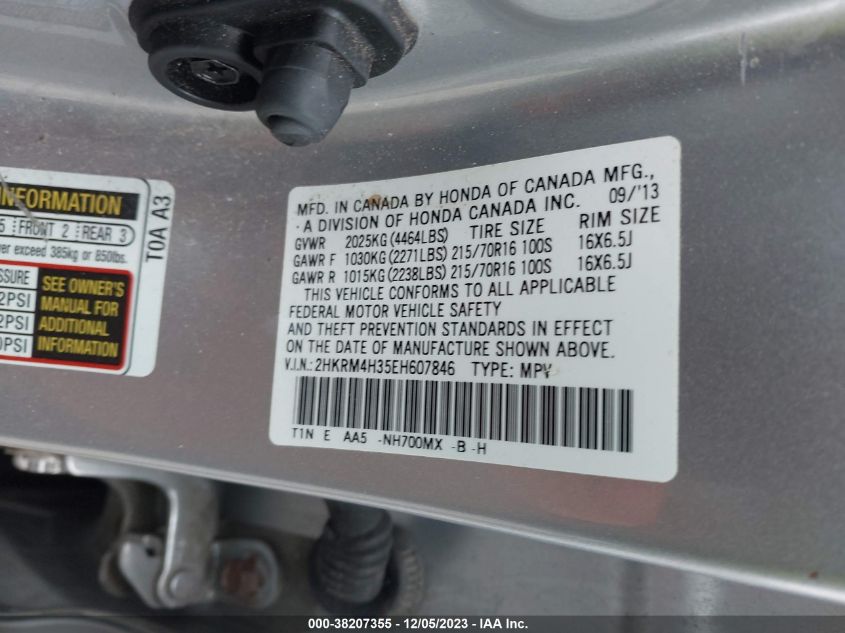 INFORMATION
5 FRONT 2 REAR 3
exceed 385kg or 850lbs.
SEE OWNER'S
MANUAL FOR
ADDITIONAL
INFORMATION
2PSI
2PSI
0PSI
T0A A3
MFD. IN CANADA BY HONDA OF CANADA MFG.,
A DIVISION OF HONDA CANADA INC. 09/'13
GVWR 2025KG(4464LBS) TIRE SIZE RIM SIZE
GAWR F 1030KG(2271LBS) 215/70R16 100S 16X6.5J
GAWR R 1015KG(2238LBS) 215/70R16 100S 16X6.5J
THIS VEHICLE CONFORMS TO ALL APPLICABLE
FEDERAL MOTOR VEHICLE SAFETY
AND THEFT PREVENTION STANDARDS IN EFFECT
ON THE DATE OF MANUFACTURE SHOWN ABOVE.
V.I.N.: 2HKRM4H35EH607846 TYPE: MPV
T1N E AA5 -NH700MX -B -H
000-38207355 - 12/05/2023 - IAA Inc.